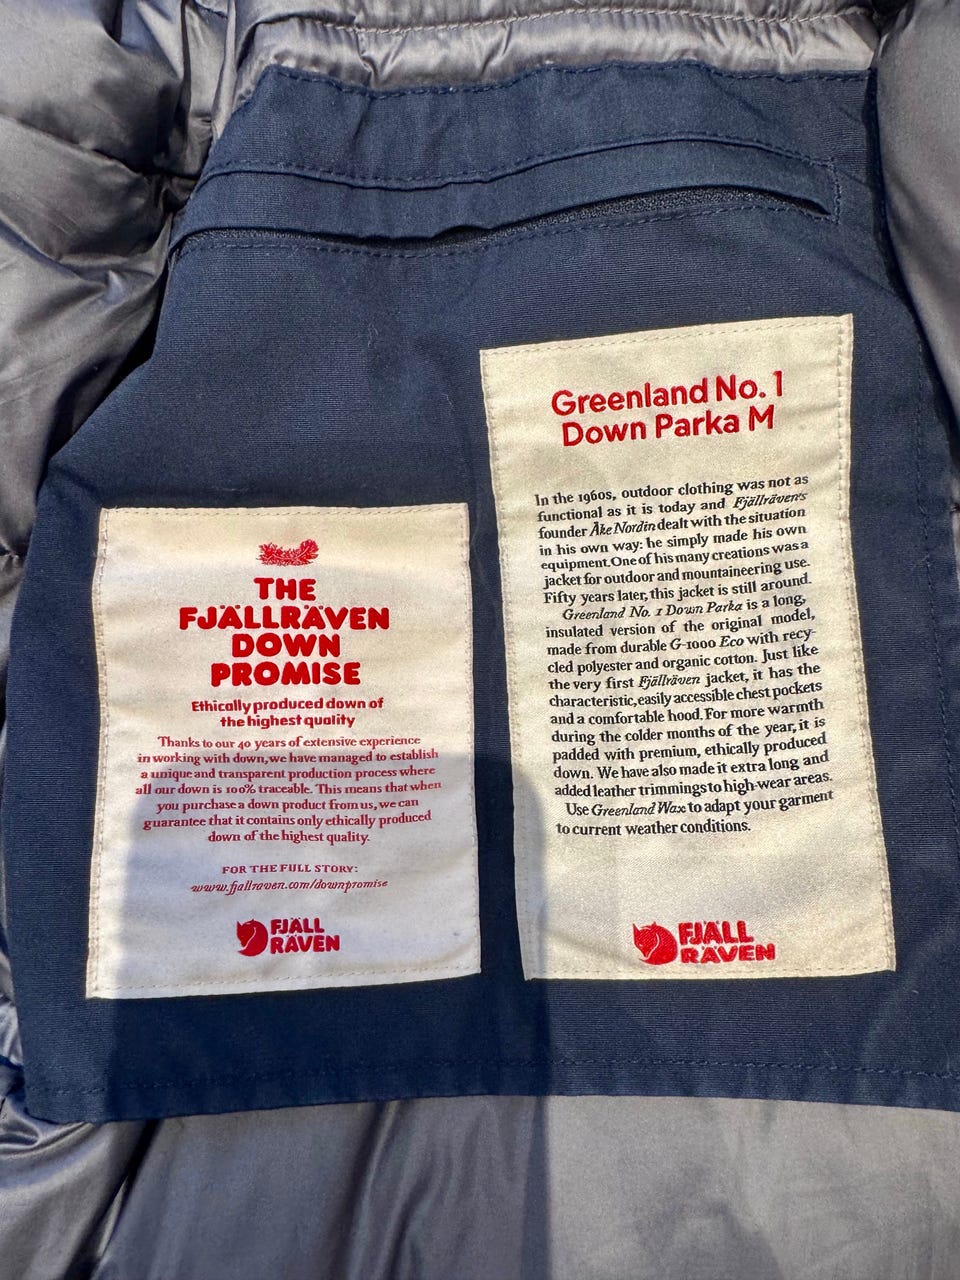 THE
FJÄLLRÄVEN
DOWN
PROMISE
Ethically produced down of
the highest quality
Thanks to our 40 years of extensive experience
in working with down, we have managed to establish
a unique and transparent production process where
all our down is 100% traceable. This means that when
you purchase a down product from us, we can
guarantee that it contains only ethically produced
down of the highest quality.
FOR THE FULL STORY:
www.fjallraven.com/downpromise
FJÄLL
RÄVEN
Greenland No. 1
Down Parka M
In the 1960s, outdoor clothing was not as
functional as it is today and Fjällräven's
founder Åke Nordin dealt with the situation
in his own way: he simply made his own
equipment. One of his many creations was a
jacket for outdoor and mountaineering use.
Fifty years later, this jacket is still around.
Greenland No. 1 Down Parka is a long,
insulated version of the original model,
made from durable G-1000 Eco with recy-
cled polyester and organic cotton. Just like
the very first Fjällräven jacket, it has the
characteristic, easily accessible chest pockets
and a comfortable hood. For more warmth
during the colder months of the year, it is
padded with premium, ethically produced
down. We have also made it extra long and
added leather trimmings to high-wear areas.
Use Greenland Wax to adapt your garment
to current weather conditions.
FJÄLL
RÄVEN